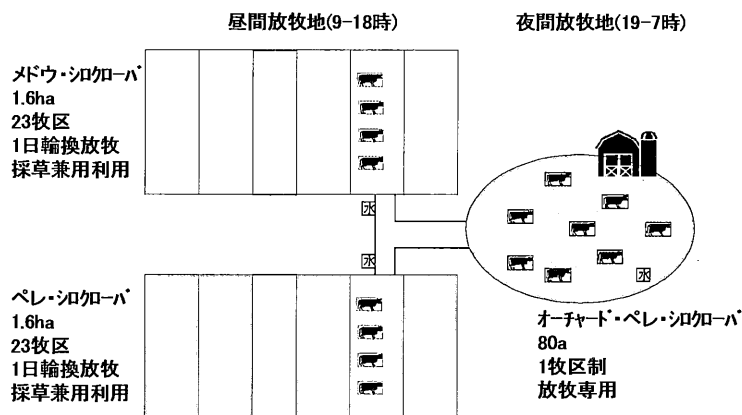 昼間放牧地(9-18時)
夜間放牧地(19-7時)
メドウ・シロクローバ
1.6ha
23牧区
1日輪換放牧
採草兼用利用
水
水
ペレ・シロクローバ
1.6ha
23牧区
1日輪換放牧
採草兼用利用
水
オーチャード・ペレ・シロクローバ
80a
1牧区制
放牧専用